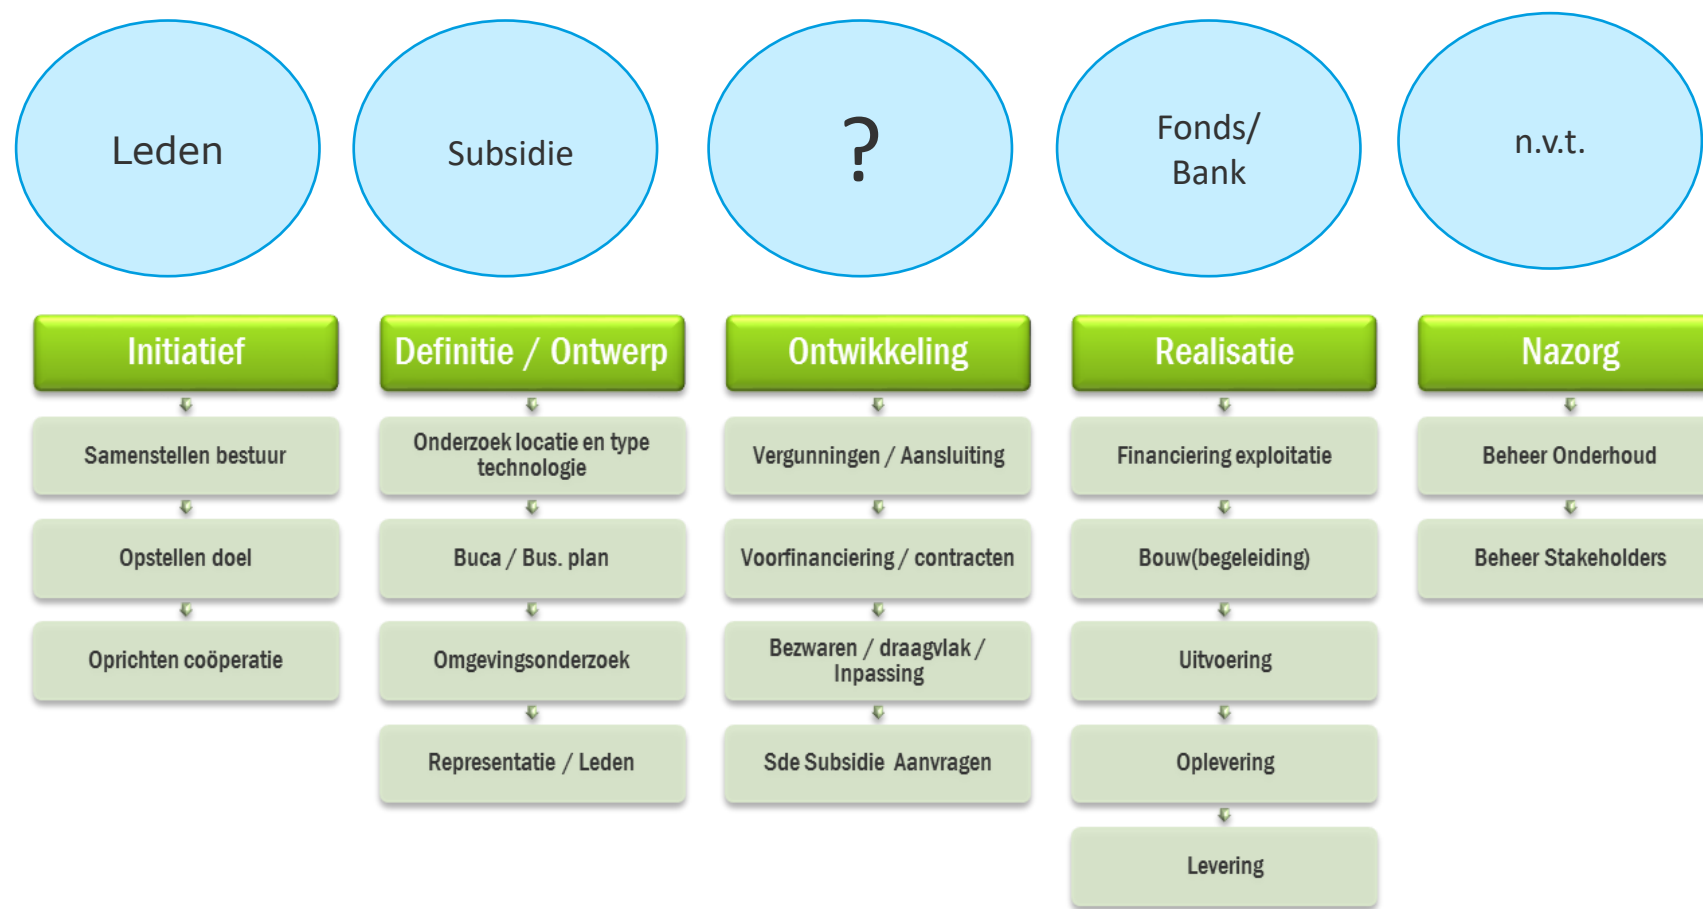 Leden
Subsidie
?
Fonds/
Bank
n.v.t.
Initiatief
Samenstellen bestuur
Opstellen doel
Oprichten coöperatie
Definitie / Ontwerp
Onderzoek locatie en type
technologie
Buca / Bus. plan
Omgevingsonderzoek
Representatie / Leden
Ontwikkeling
Vergunningen / Aansluiting
Voorfinanciering / contracten
Bezwaren / draagvlak /
Inpassing
Sde Subsidie Aanvragen
Realisatie
Financiering exploitatie
Bouw(begeleiding)
Uitvoering
Oplevering
Levering
Nazorg
Beheer Onderhoud
Beheer Stakeholders